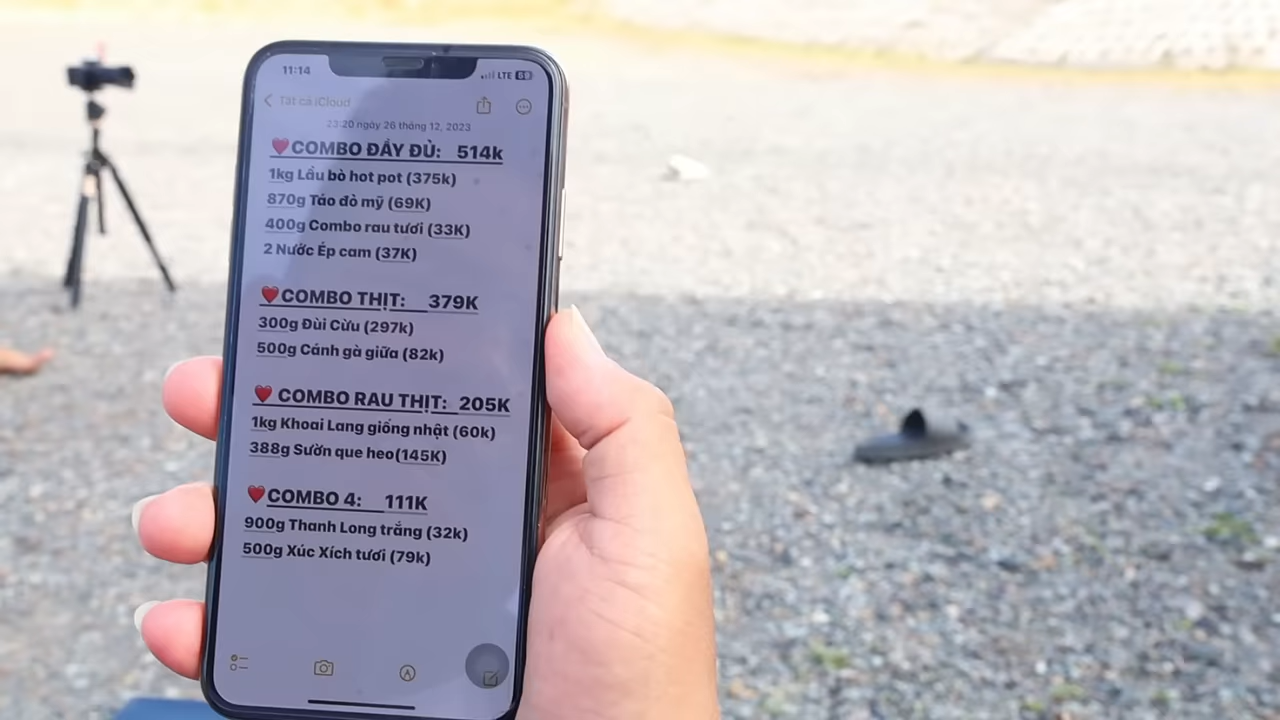 11:14 LTE 69
Tất cả iCloud
23:20 ngày 26 tháng 12, 2023
❤️COMBO ĐẦY ĐỦ: 514k
1kg Lẩu bò hot pot (375k)
870g Táo đỏ mỹ (69K)
400g Combo rau tươi (33K)
2 Nước Ép cam (37K)
❤️COMBO THỊT: 379K
300g Đùi Cừu (297k)
500g Cánh gà giữa (82k)
❤️ COMBO RAU THỊT: 205K
1kg Khoai Lang giống nhật (60k)
388g Sườn que heo(145K)
❤️COMBO 4: 111K
900g Thanh Long trắng (32k)
500g Xúc Xích tươi (79k)